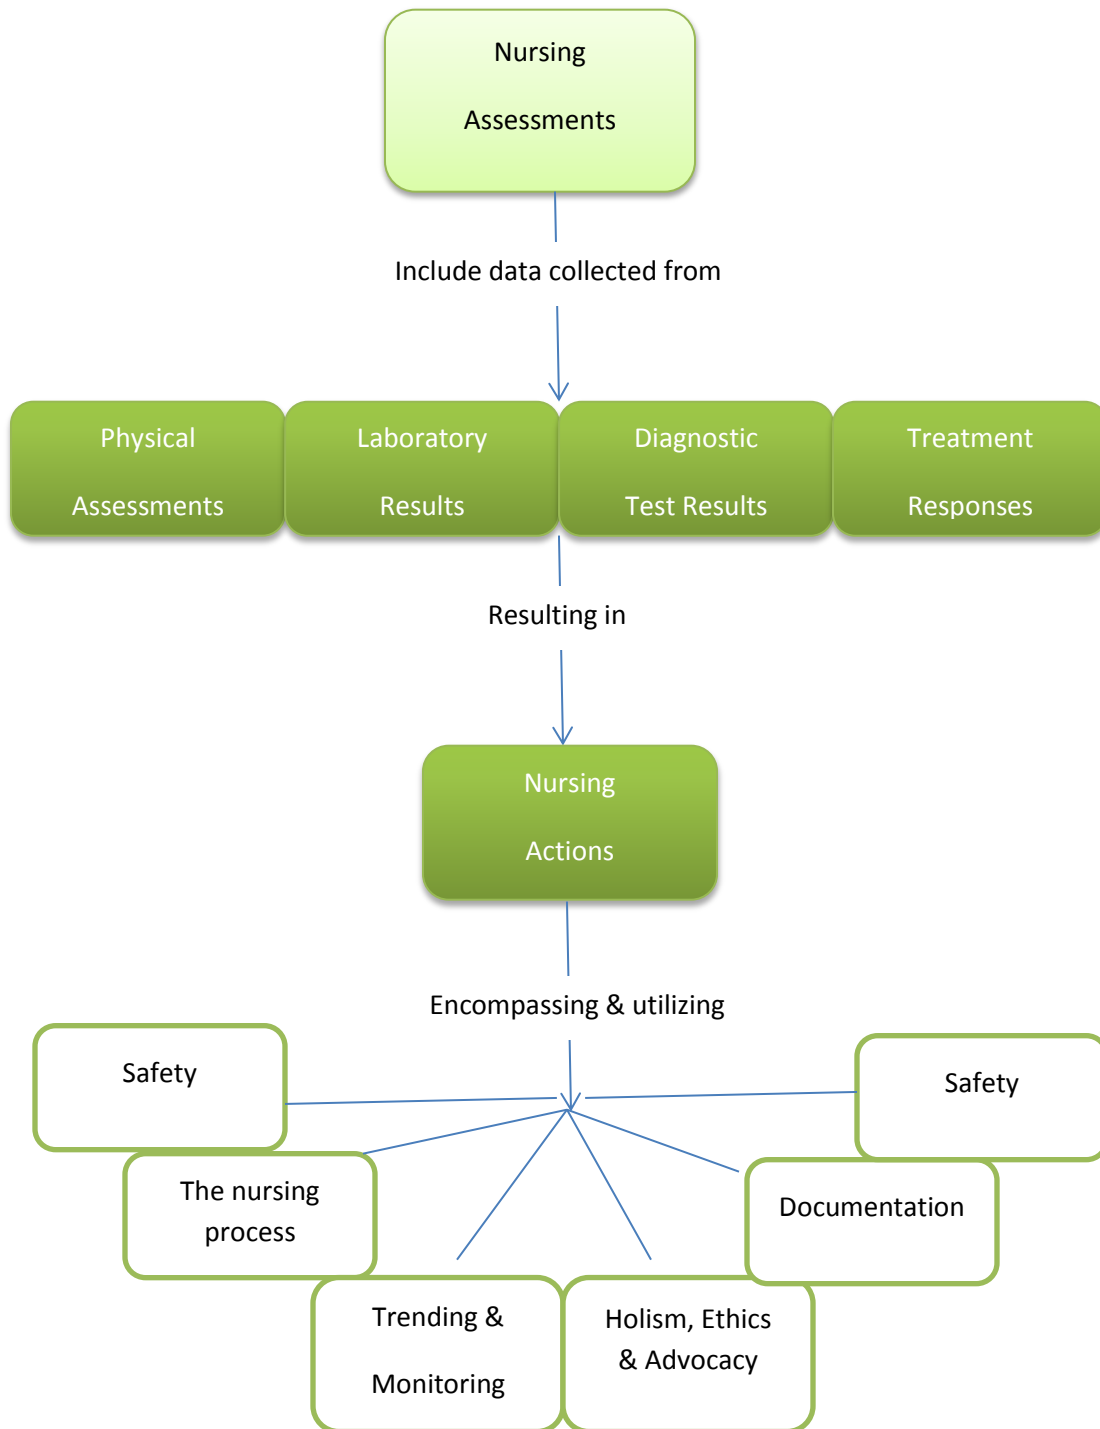 Nursing
Assessments
Include data collected from
Physical
Assessments
Laboratory
Results
Diagnostic
Test Results
Treatment
Responses
Resulting in
Nursing
Actions
Encompassing & utilizing
Safety
The nursing
process
Trending &
Monitoring
Holism, Ethics
& Advocacy
Documentation
Safety